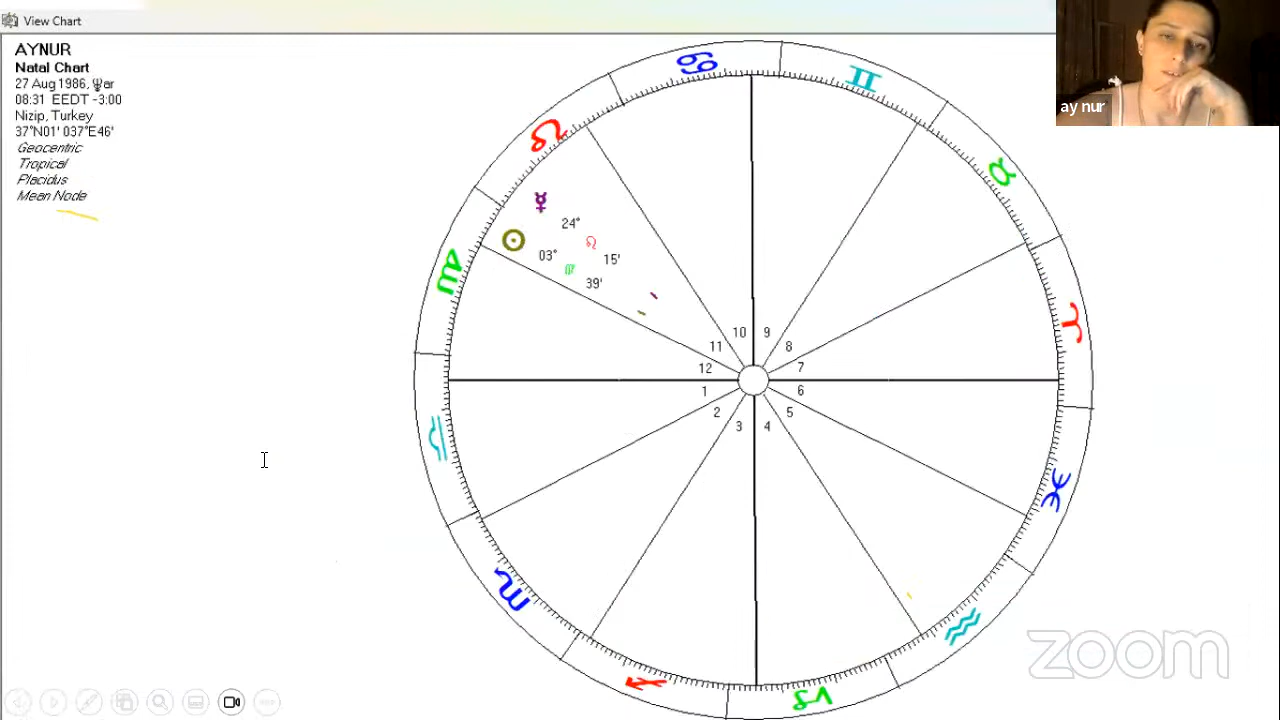 View Chart
AYNUR
Natal Chart
27 Aug 1986, ar
08:31 EEDT -3:00
Nizip, Turkey
37°N01' 037°E46'
Geocentric
Tropical
Placidus
Mean Node
ay nur
24°
15'
03°
39'
10
9
11
8
12
7
1
6
2
5
3
4
zoom